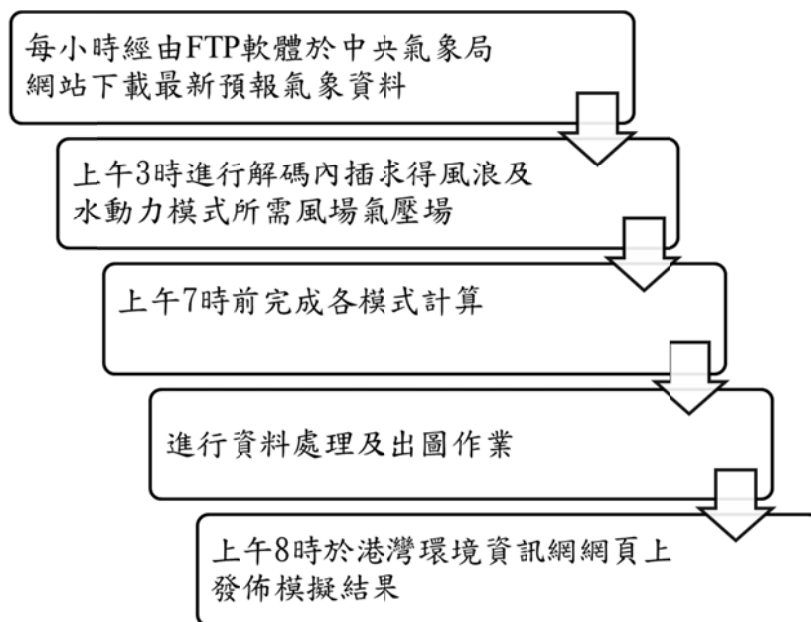 每小時經由FTP軟體於中央氣象局
網站下載最新預報氣象資料
上午3時進行解碼內插求得風浪及
水動力模式所需風場氣壓場
上午7時前完成各模式計算
進行資料處理及出圖作業
上午8時於港灣環境資訊網網頁上
發佈模擬結果